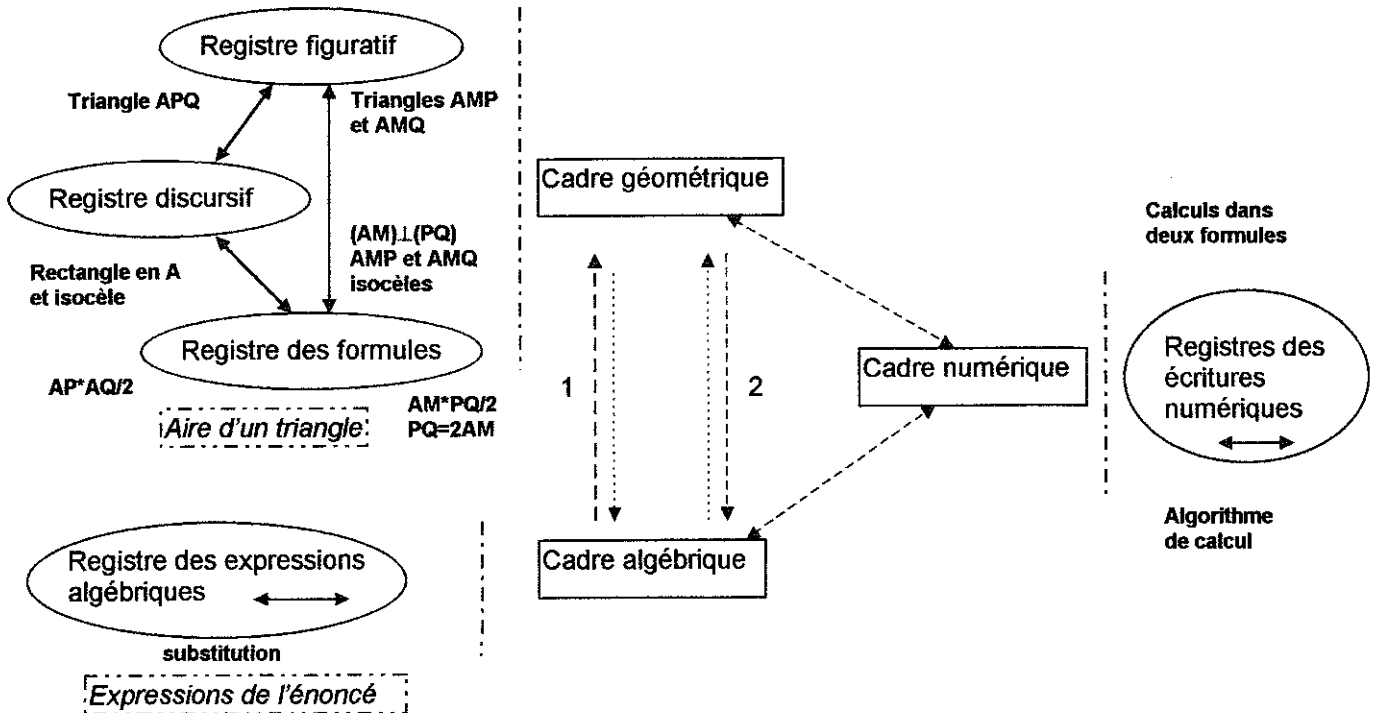 Registre figuratif
Triangle APQ
Triangles AMP
et AMQ
Registre discursif
(AM)⊥(PQ)
AMP et AMQ
isocèles
Rectangle en A
et isocèle
Registre des formules
AP*AQ/2
AM*PQ/2
PQ=2AM
Aire d'un triangle
Cadre géométrique
1
2
Cadre numérique
Cadre algébrique
Calculs dans
deux formules
Registres des
écritures
numériques
Algorithme
de calcul
Registre des expressions
algébriques
substitution
Expressions de l'énoncé